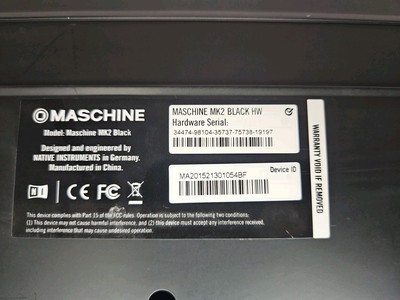 MASCHINE
Model: Maschine MK2 Black
Designed and engineered by
NATIVE INSTRUMENTS in Germany.
Manufactured in China.
CE FC
This device complies with Part 15 of the FCC rules. Operation is subject to the following two conditions:
(1) This device may not cause harmful interference, and (2) this device must accept any interference received,
including interference that may cause undesired operation.
MASCHINE MK2 BLACK HW
Hardware Serial:
34474-98104-35737-75738-19197
Device ID
MA201521301054BF
WARRANTY VOID IF REMOVED